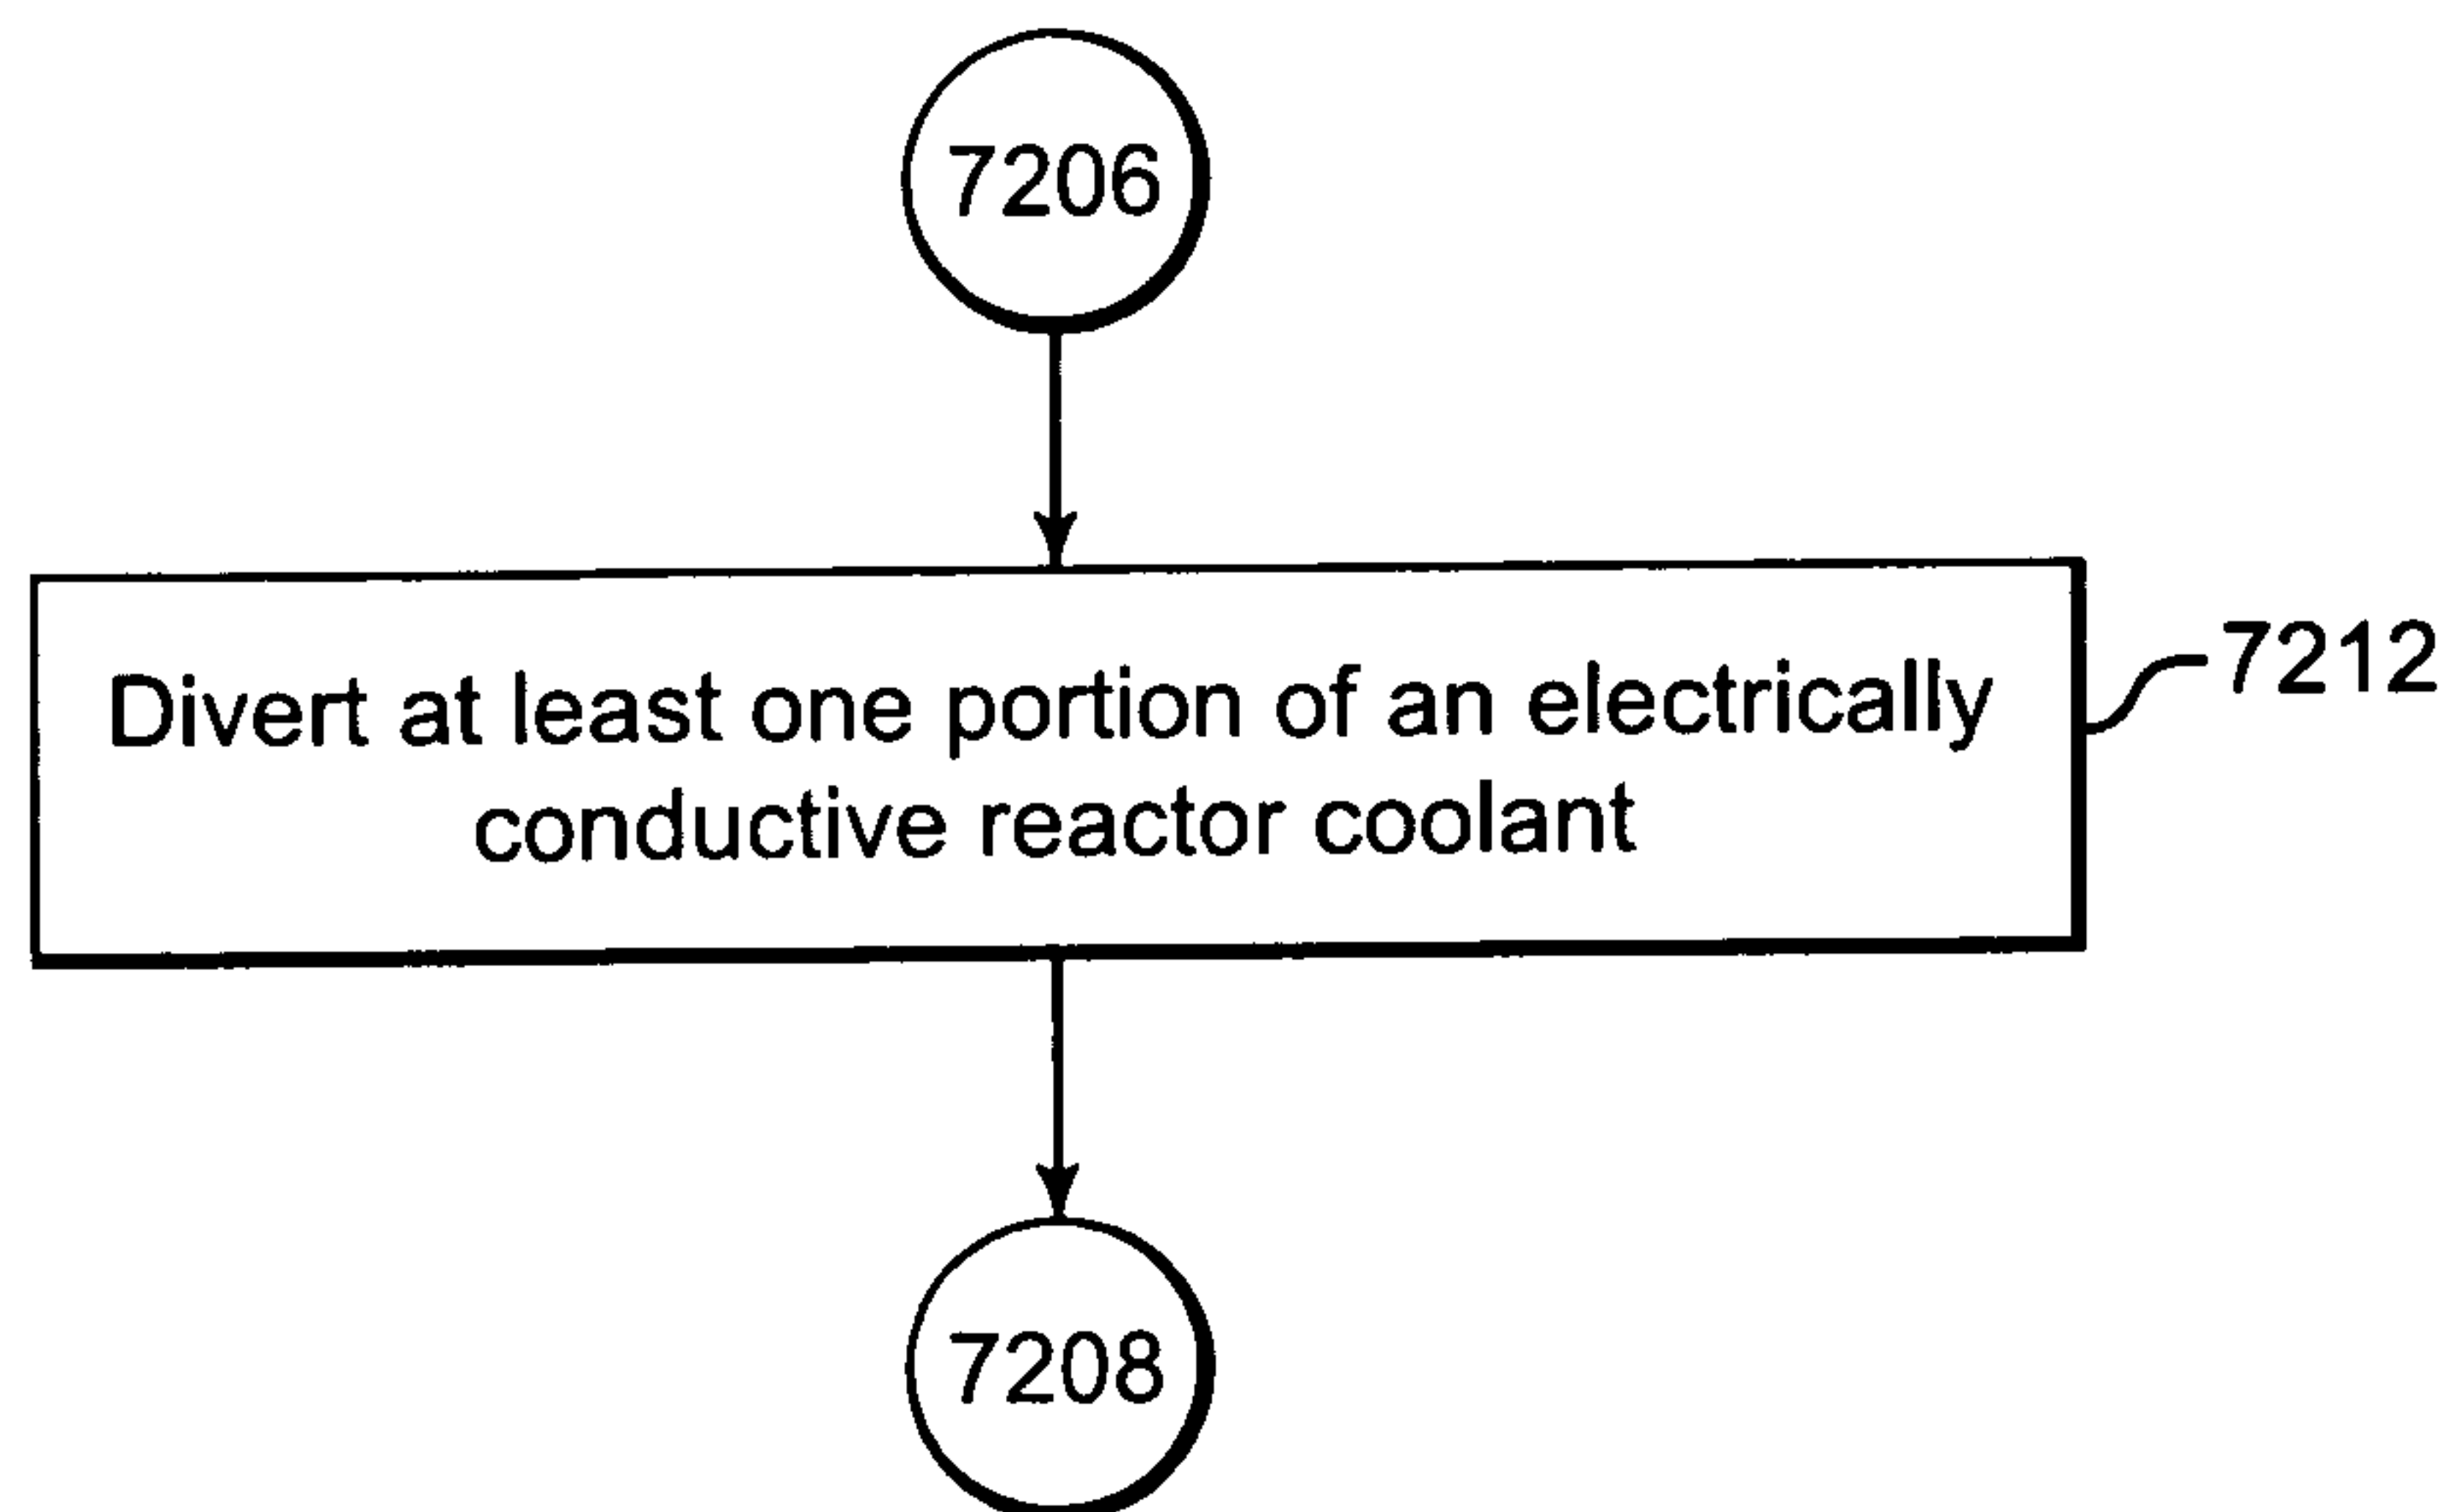 7206
Divert at least one portion of an electrically
conductive reactor coolant
7212
7208